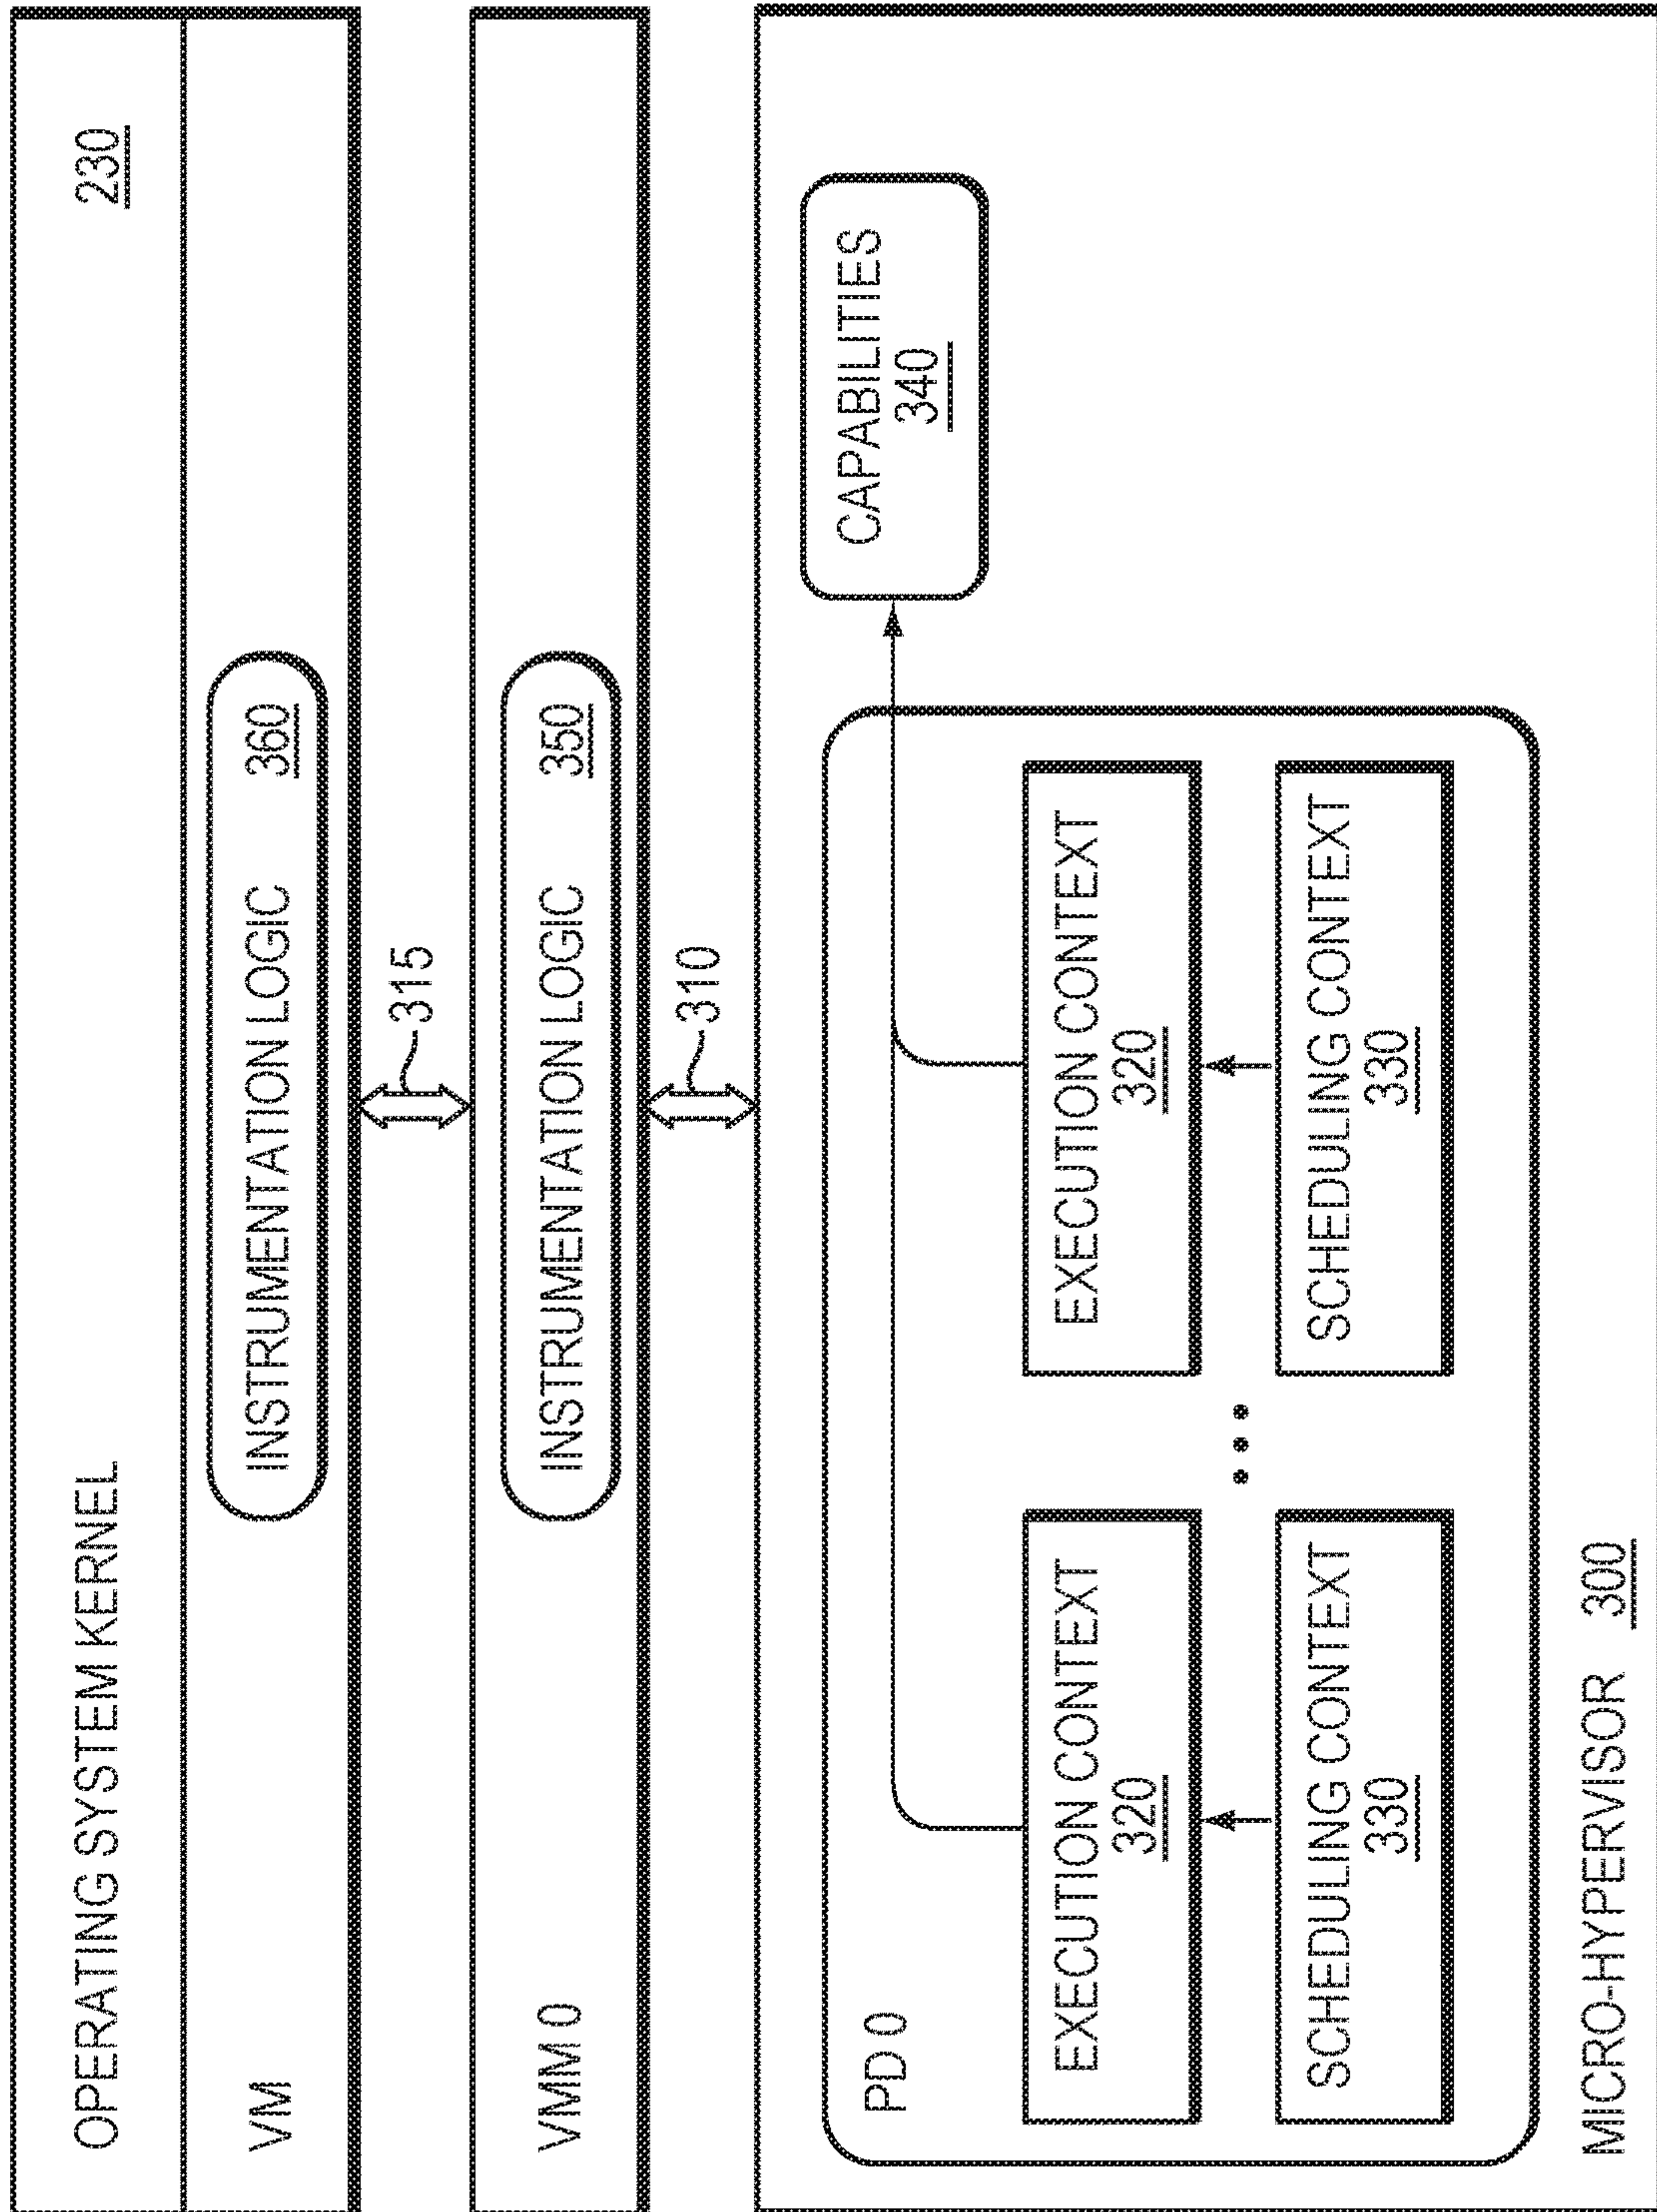 OPERATING SYSTEM KERNEL 230
VM INSTRUMENTATION LOGIC 360
315
VMM 0 INSTRUMENTATION LOGIC 350
310
PD 0
CAPABILITIES
340
EXECUTION CONTEXT
320
EXECUTION CONTEXT
320
SCHEDULING CONTEXT
330
SCHEDULING CONTEXT
330
MICRO-HYPERVISOR 300